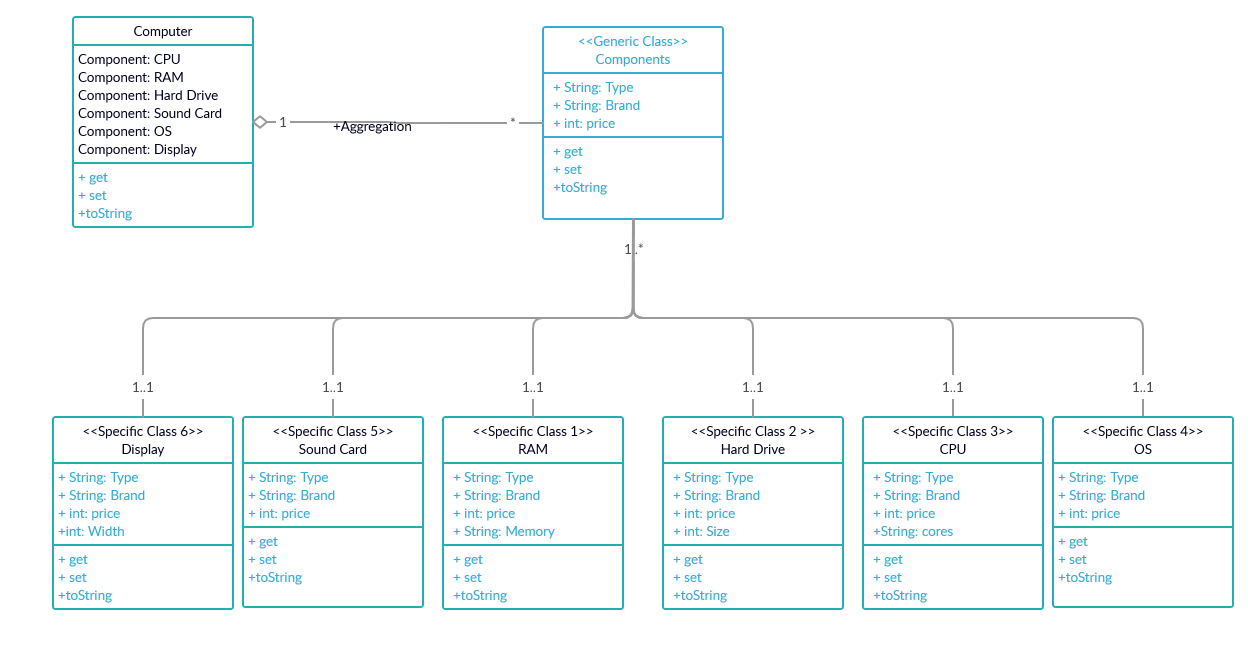 Computer
Component: CPU
Component: RAM
Component: Hard Drive
Component: Sound Card
Component: OS
Component: Display
+ get
+ set
+toString
1
+Aggregation
*
<<Generic Class>>
Components
+ String: Type
+ String: Brand
+ int: price
+ get
+ set
+toString
1..*
1..1
1..1
1..1
1..1
1..1
1..1
<<Specific Class 6>>
Display
+ String: Type
+ String: Brand
+ int: price
+int: Width
+ get
+ set
+toString
<<Specific Class 5>>
Sound Card
+ String: Type
+ String: Brand
+ int: price
+ get
+ set
+toString
<<Specific Class 1>>
RAM
+ String: Type
+ String: Brand
+ int: price
+ String: Memory
+ get
+ set
+toString
<<Specific Class 2 >>
Hard Drive
+ String: Type
+ String: Brand
+ int: price
+ int: Size
+ get
+ set
+toString
<<Specific Class 3>>
CPU
+ String: Type
+ String: Brand
+ int: price
+String: cores
+ get
+ set
+toString
<<Specific Class 4>>
OS
+ String: Type
+ String: Brand
+ int: price
+ get
+ set
+toString